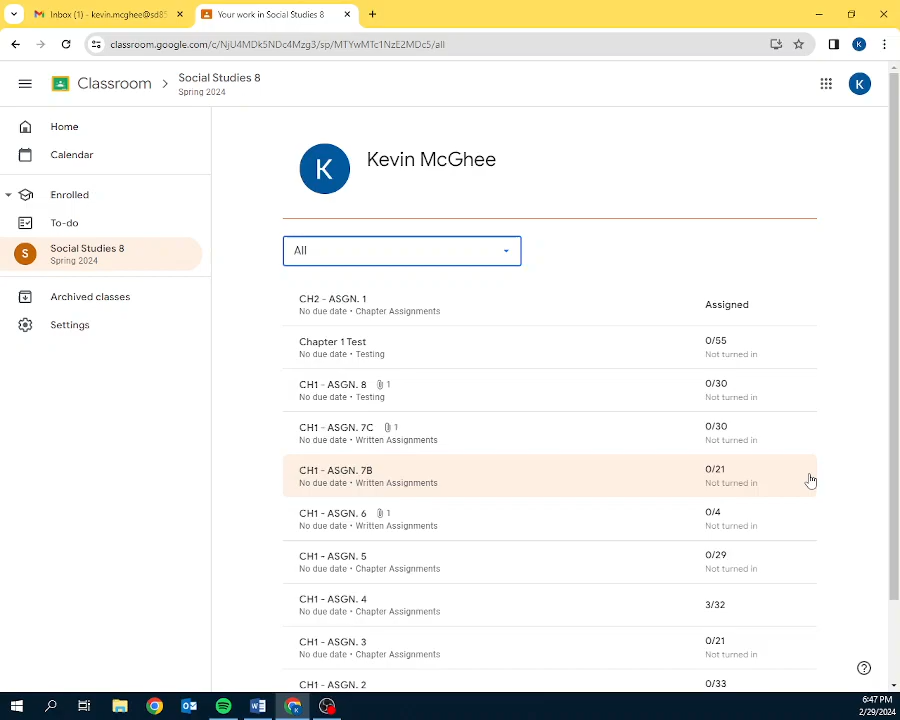 Inbox (1) - kevin.mcghee@sd85
Your work in Social Studies 8
classroom.google.com/c/NjU4MDk5NDc4Mzg3/sp/MTYwMTc1NzE2MDc5/all
K
Classroom
Social Studies 8
Spring 2024
K
Home
Calendar
Enrolled
To-do
S
Social Studies 8
Spring 2024
Archived classes
Settings
K
Kevin McGhee
All
CH2 - ASGN. 1
No due date • Chapter Assignments
Assigned
Chapter 1 Test
No due date • Testing
0/55
Not turned in
CH1 - ASGN. 8 1
No due date • Testing
0/30
Not turned in
CH1 - ASGN. 7C 1
No due date • Written Assignments
0/30
Not turned in
CH1 - ASGN. 7B
No due date • Written Assignments
0/21
Not turned in
CH1 - ASGN. 6 1
No due date • Written Assignments
0/4
Not turned in
CH1 - ASGN. 5
No due date • Chapter Assignments
0/29
Not turned in
CH1 - ASGN. 4
No due date • Chapter Assignments
3/32
CH1 - ASGN. 3
No due date • Chapter Assignments
0/21
Not turned in
CH1 - ASGN. 2
0/33
6:47 PM
2/29/2024